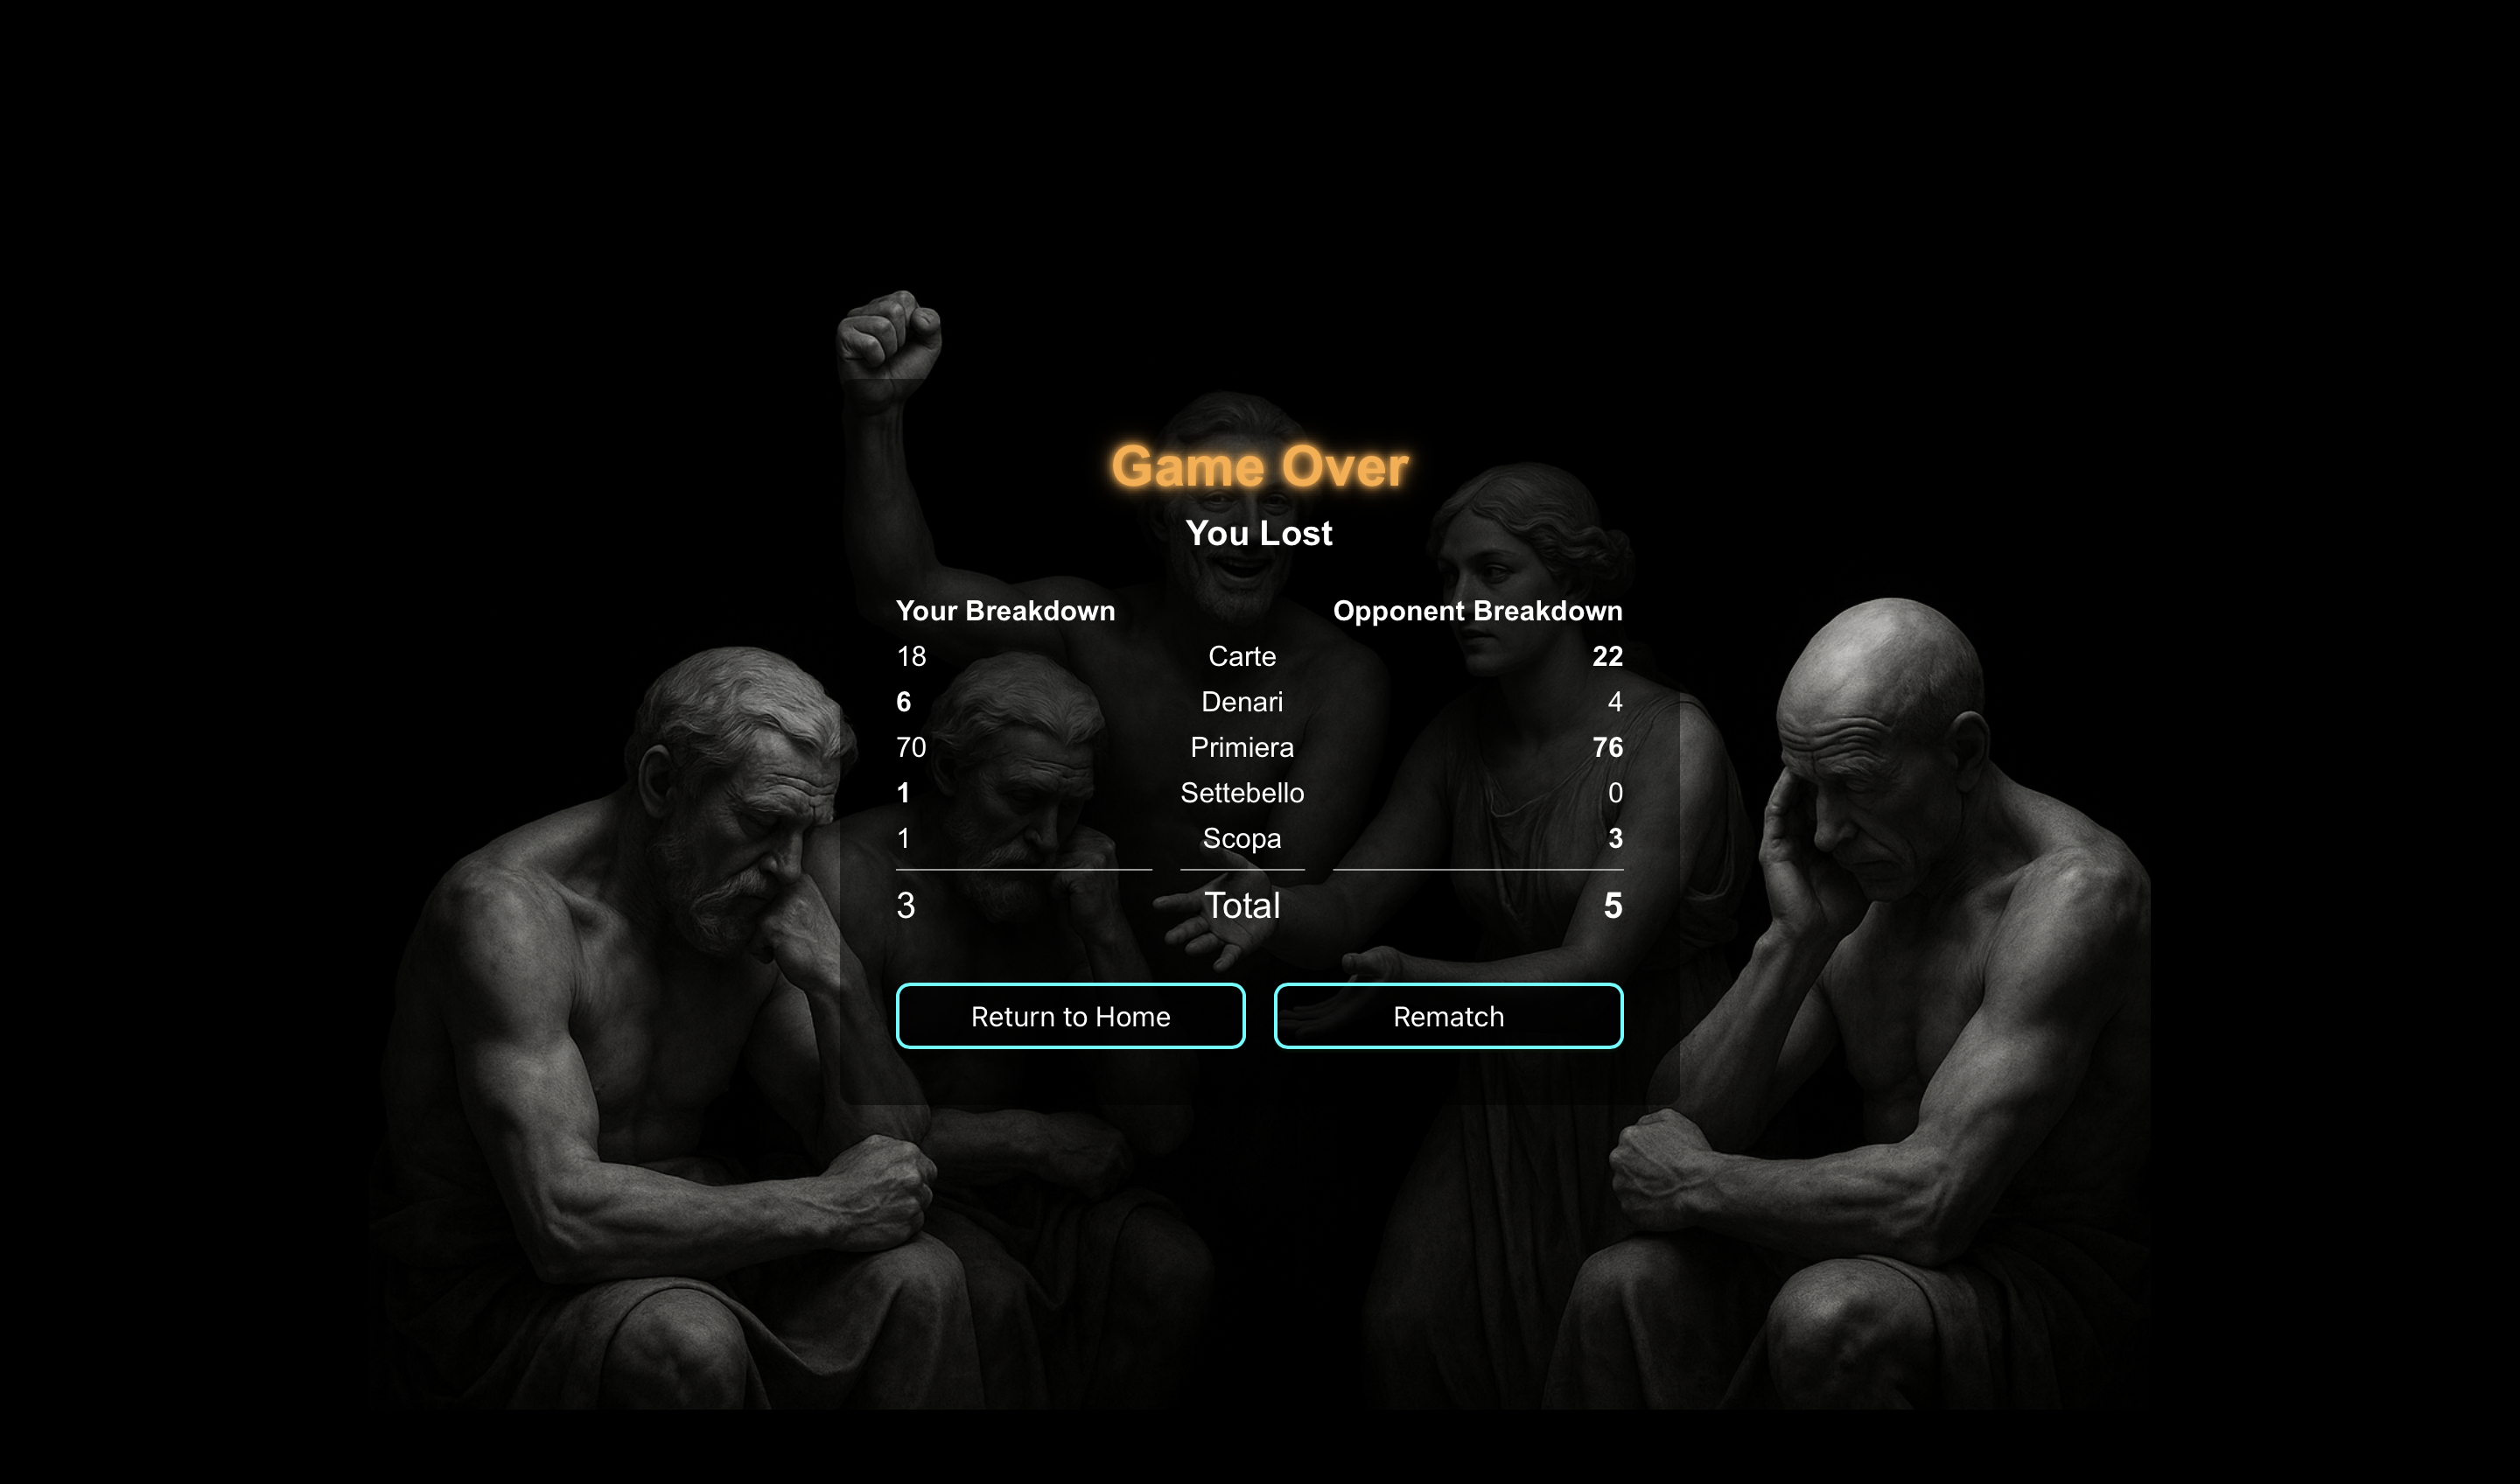 Game Over
You Lost
Your Breakdown Opponent Breakdown
18 Carte 22
6 Denari 4
70 Primiera 76
1 Settebello 0
1 Scopa 3
3 Total 5
Return to Home Rematch